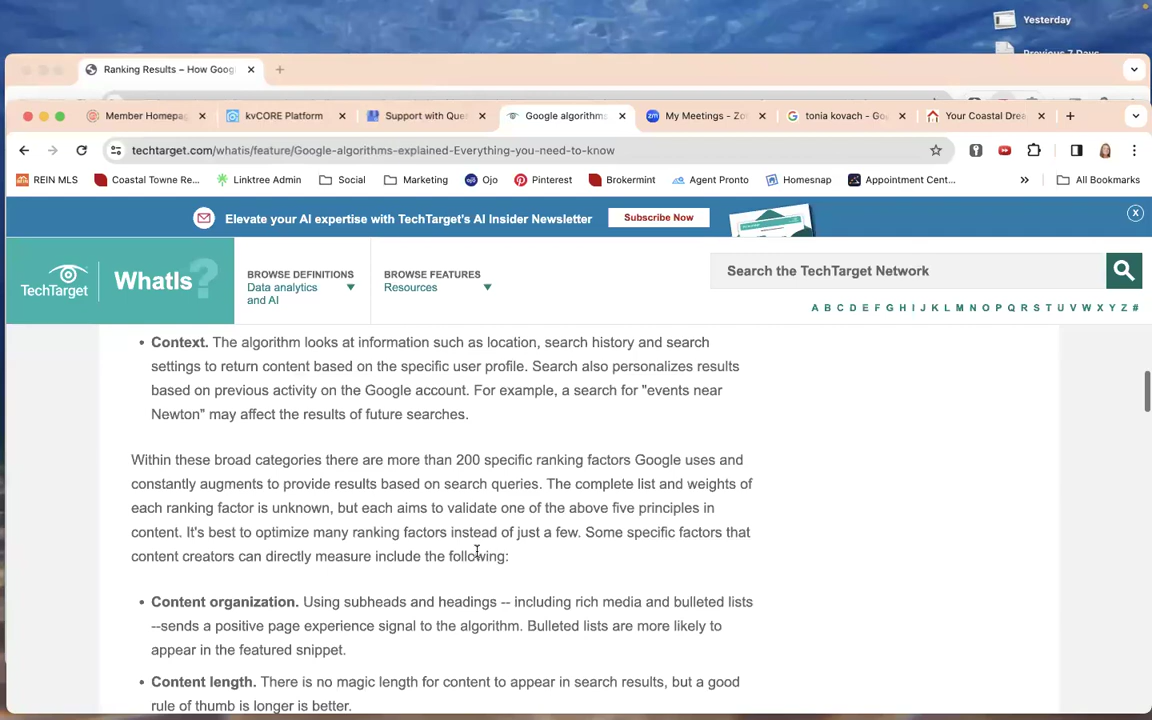 Yesterday
Ranking Results – How Goog
Member Homepag
kvCORE Platform
Support with Que
Google algorithms
My Meetings - Zo
tonia kovach - Go
Your Coastal Drea
techtarget.com/whatis/feature/Google-algorithms-explained-Everything-you-need-to-know
REIN MLS
Coastal Towne Re...
Linktree Admin
Social
Marketing
Ojo
Pinterest
Brokermint
Agent Pronto
Homesnap
Appointment Cent...
All Bookmarks
Elevate your AI expertise with TechTarget's AI Insider Newsletter
Subscribe Now
TechTarget
WhatIs?
BROWSE DEFINITIONS
Data analytics
and AI
BROWSE FEATURES
Resources
Search the TechTarget Network
A B C D E F G H I J K L M N O P Q R S T U V W X Y Z #
• Context. The algorithm looks at information such as location, search history and search
settings to return content based on the specific user profile. Search also personalizes results
based on previous activity on the Google account. For example, a search for "events near
Newton" may affect the results of future searches.
Within these broad categories there are more than 200 specific ranking factors Google uses and
constantly augments to provide results based on search queries. The complete list and weights of
each ranking factor is unknown, but each aims to validate one of the above five principles in
content. It's best to optimize many ranking factors instead of just a few. Some specific factors that
content creators can directly measure include the following:
• Content organization. Using subheads and headings -- including rich media and bulleted lists
--sends a positive page experience signal to the algorithm. Bulleted lists are more likely to
appear in the featured snippet.
• Content length. There is no magic length for content to appear in search results, but a good
rule of thumb is longer is better.